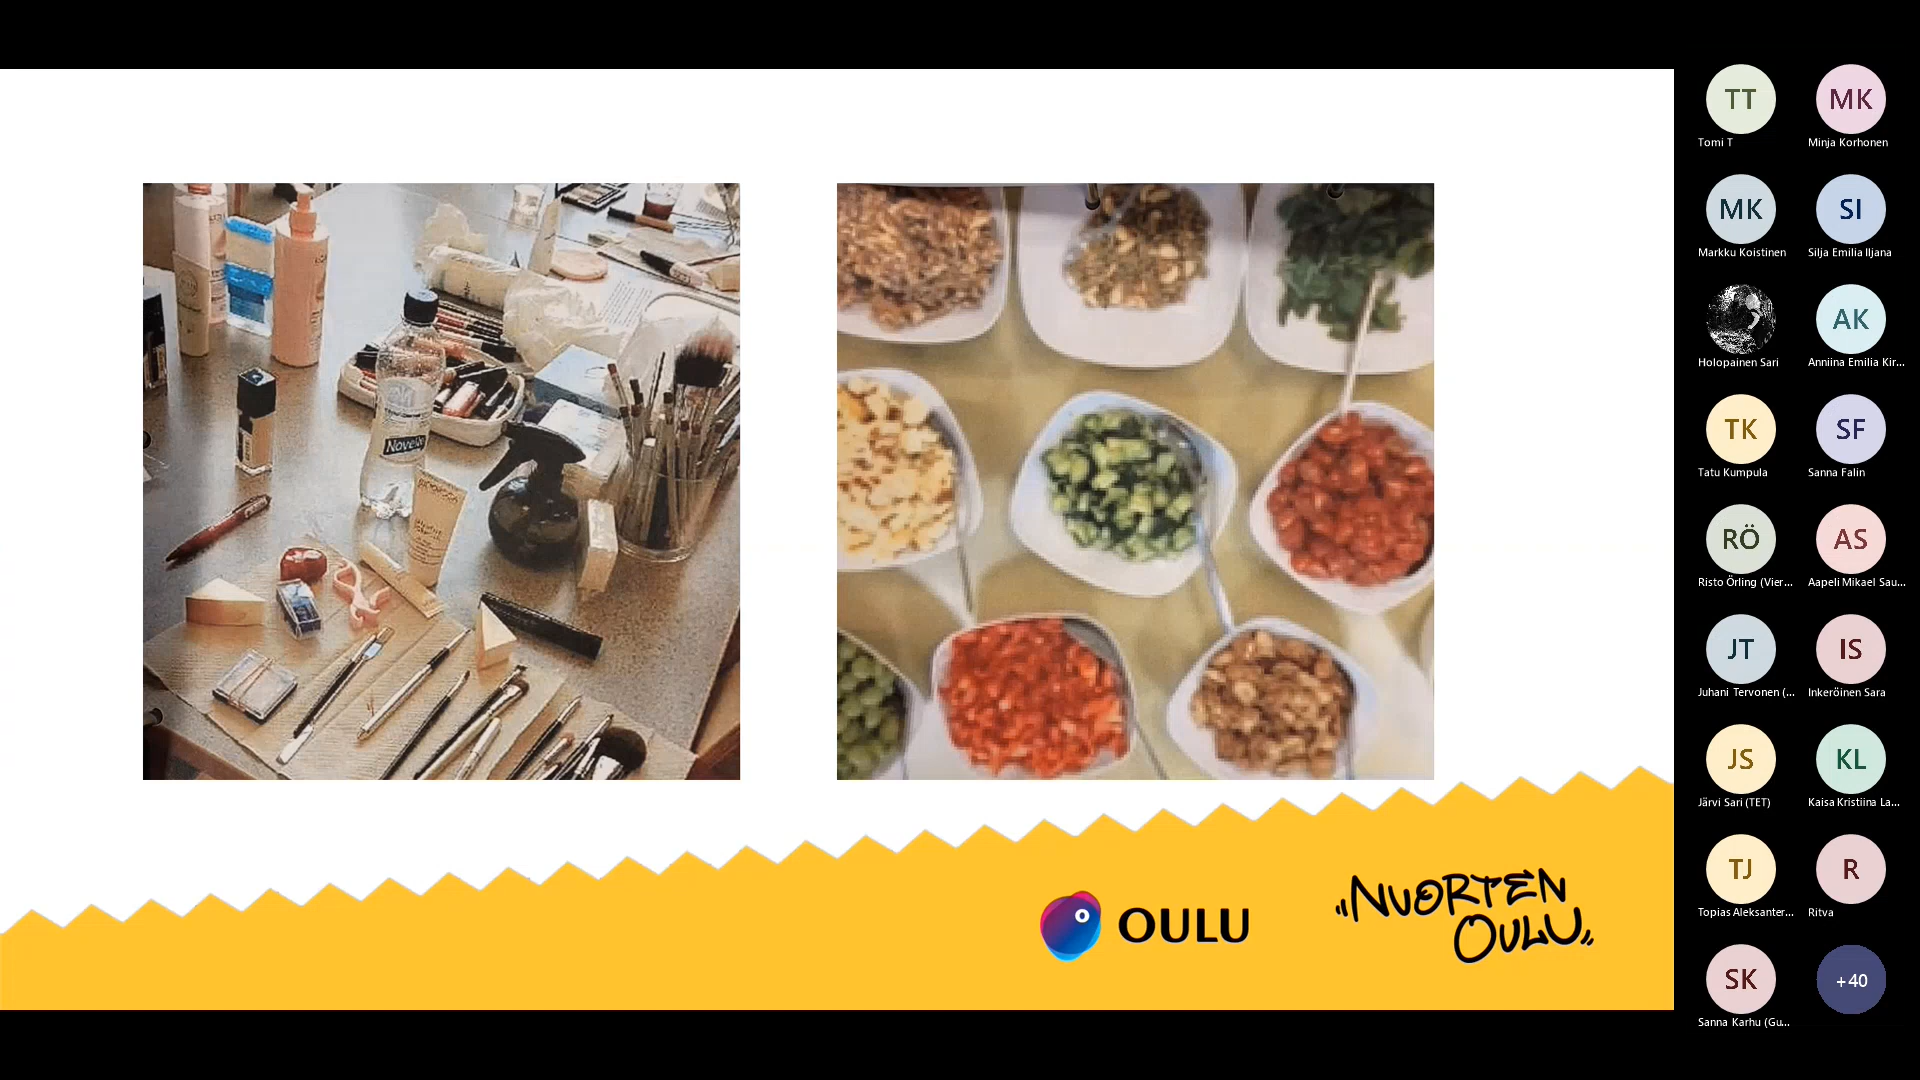 Novelle
OULU
"NUORTEN
OULU"
TT
MK
Tomi T
Minja Korhonen
MK
SI
Markku Koistinen
Silja Emilia Iljana
AK
Holopainen Sari
Anniina Emilia Kir...
TK
SF
Tatu Kumpula
Sanna Falin
RÖ
AS
Risto Örling (Vier...
Aapeli Mikael Sau...
JT
IS
Juhani Tervonen (...
Inkeröinen Sara
JS
KL
Järvi Sari (TET)
Kaisa Kristiina La...
TJ
R
Topias Aleksanter...
Ritva
SK
+40
Sanna Karhu (Gu...